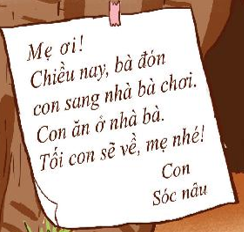 Mẹ ơi!
Chiều nay, bà đón
con sang nhà bà chơi.
Con ăn ở nhà bà.
Tối con sẽ về, mẹ nhé!
Con
Sóc nâu